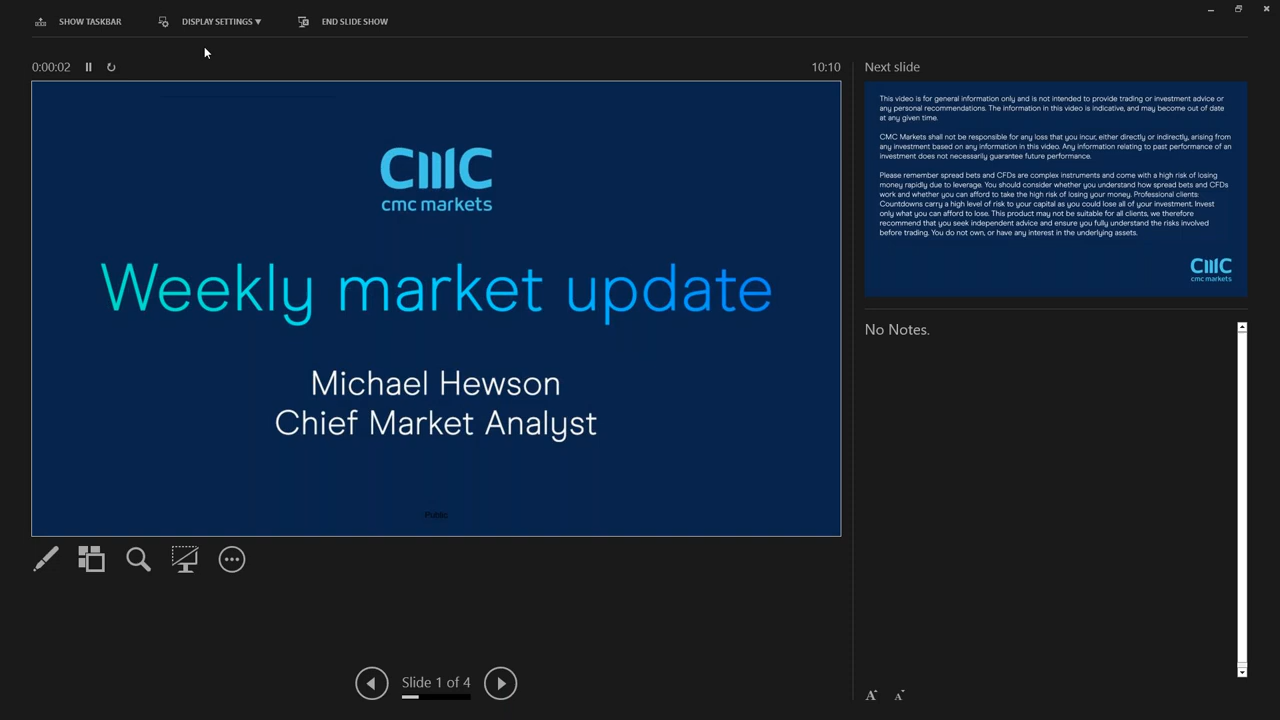 SHOW TASKBAR
DISPLAY SETTINGS ▼
END SLIDE SHOW
0:00:02
10:10
CMC
cmc markets
Weekly market update
Michael Hewson
Chief Market Analyst
Public
Next slide
This video is for general information only and is not intended to provide trading or investment advice or
any personal recommendations. The information in this video is indicative, and may become out of date
at any given time.
CMC Markets shall not be responsible for any loss that you incur, either directly or indirectly, arising from
any investment based on any information in this video. Any information relating to past performance of an
investment does not necessarily guarantee future performance.
Please remember spread bets and CFDs are complex instruments and come with a high risk of losing
money rapidly due to leverage. You should consider whether you understand how spread bets and CFDs
work and whether you can afford to take the high risk of losing your money. Professional clients:
Countdowns carry a high level of risk to your capital as you could lose all of your investment. Invest
only what you can afford to lose. This product may not be suitable for all clients, we therefore
recommend that you seek independent advice and ensure you fully understand the risks involved
before trading. You do not own, or have any interest in the underlying assets.
CMC
cmc markets
No Notes.
Slide 1 of 4
A A